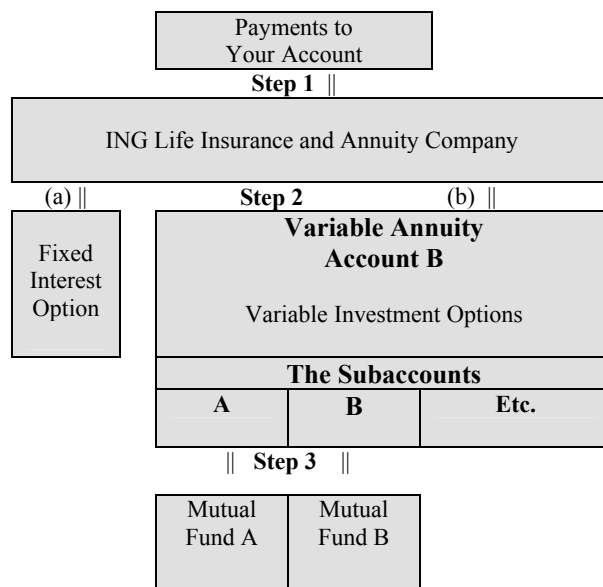 Payments to
Your Account
Step 1 ||
ING Life Insurance and Annuity Company
(a) || Step 2 (b) ||
Fixed
Interest
Option
Variable Annuity
Account B
Variable Investment Options
The Subaccounts
A B Etc.
|| Step 3 ||
Mutual
Fund A
Mutual
Fund B